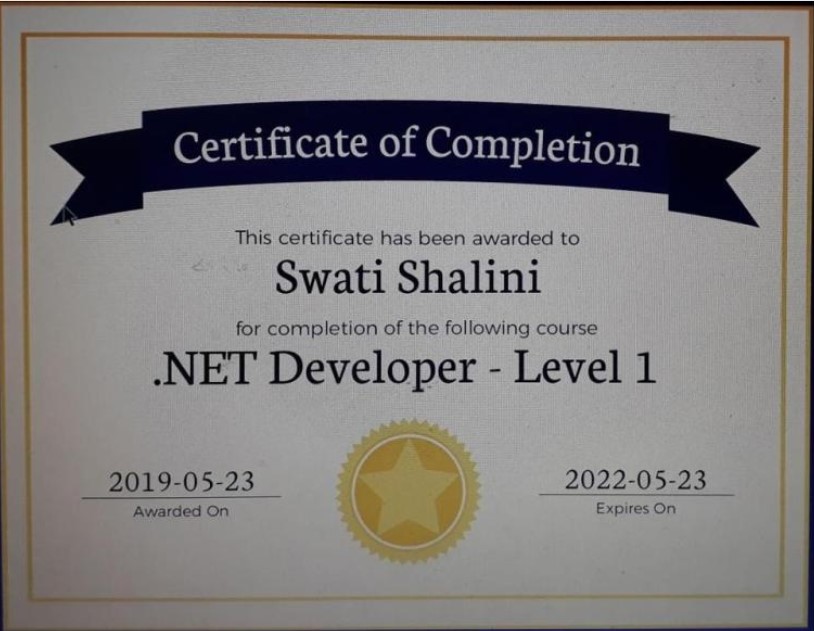 Certificate of Completion
This certificate has been awarded to
Swati Shalini
for completion of the following course
.NET Developer - Level 1
2019-05-23
Awarded On
2022-05-23
Expires On